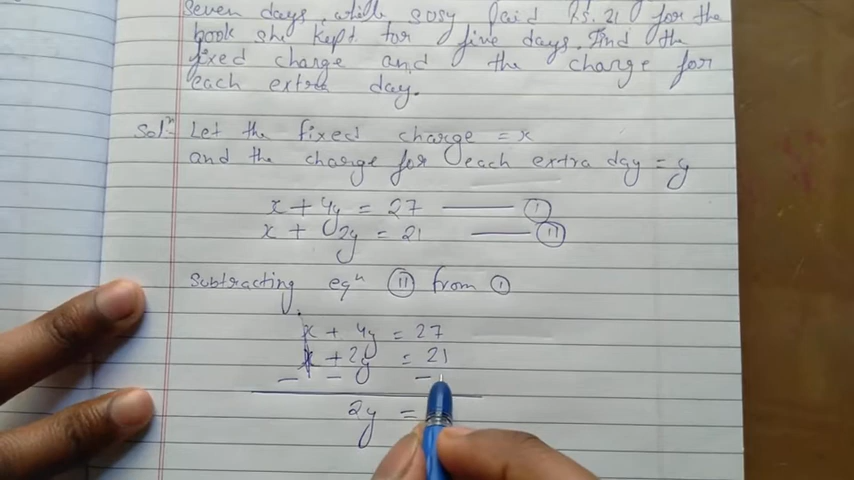 Seven days, while Susy paid Rs. 21 for the
book she kept for five days. Find the
fixed charge and the charge for
each extra day.
Solⁿ:- Let the fixed charge = x
and the charge for each extra day = y
x + 4y = 27 ——— (I)
x + 2y = 21 ——— (II)
Subtracting eqⁿ (II) from (I)
x + 4y = 27
x + 2y = 21
- - -
2y =